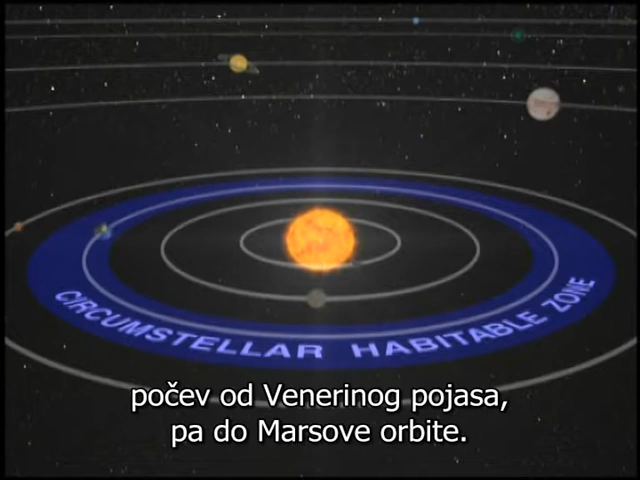 CIRCUMSTELLAR HABITABLE ZONE
počev od Venerinog pojasa,
pa do Marsove orbite.